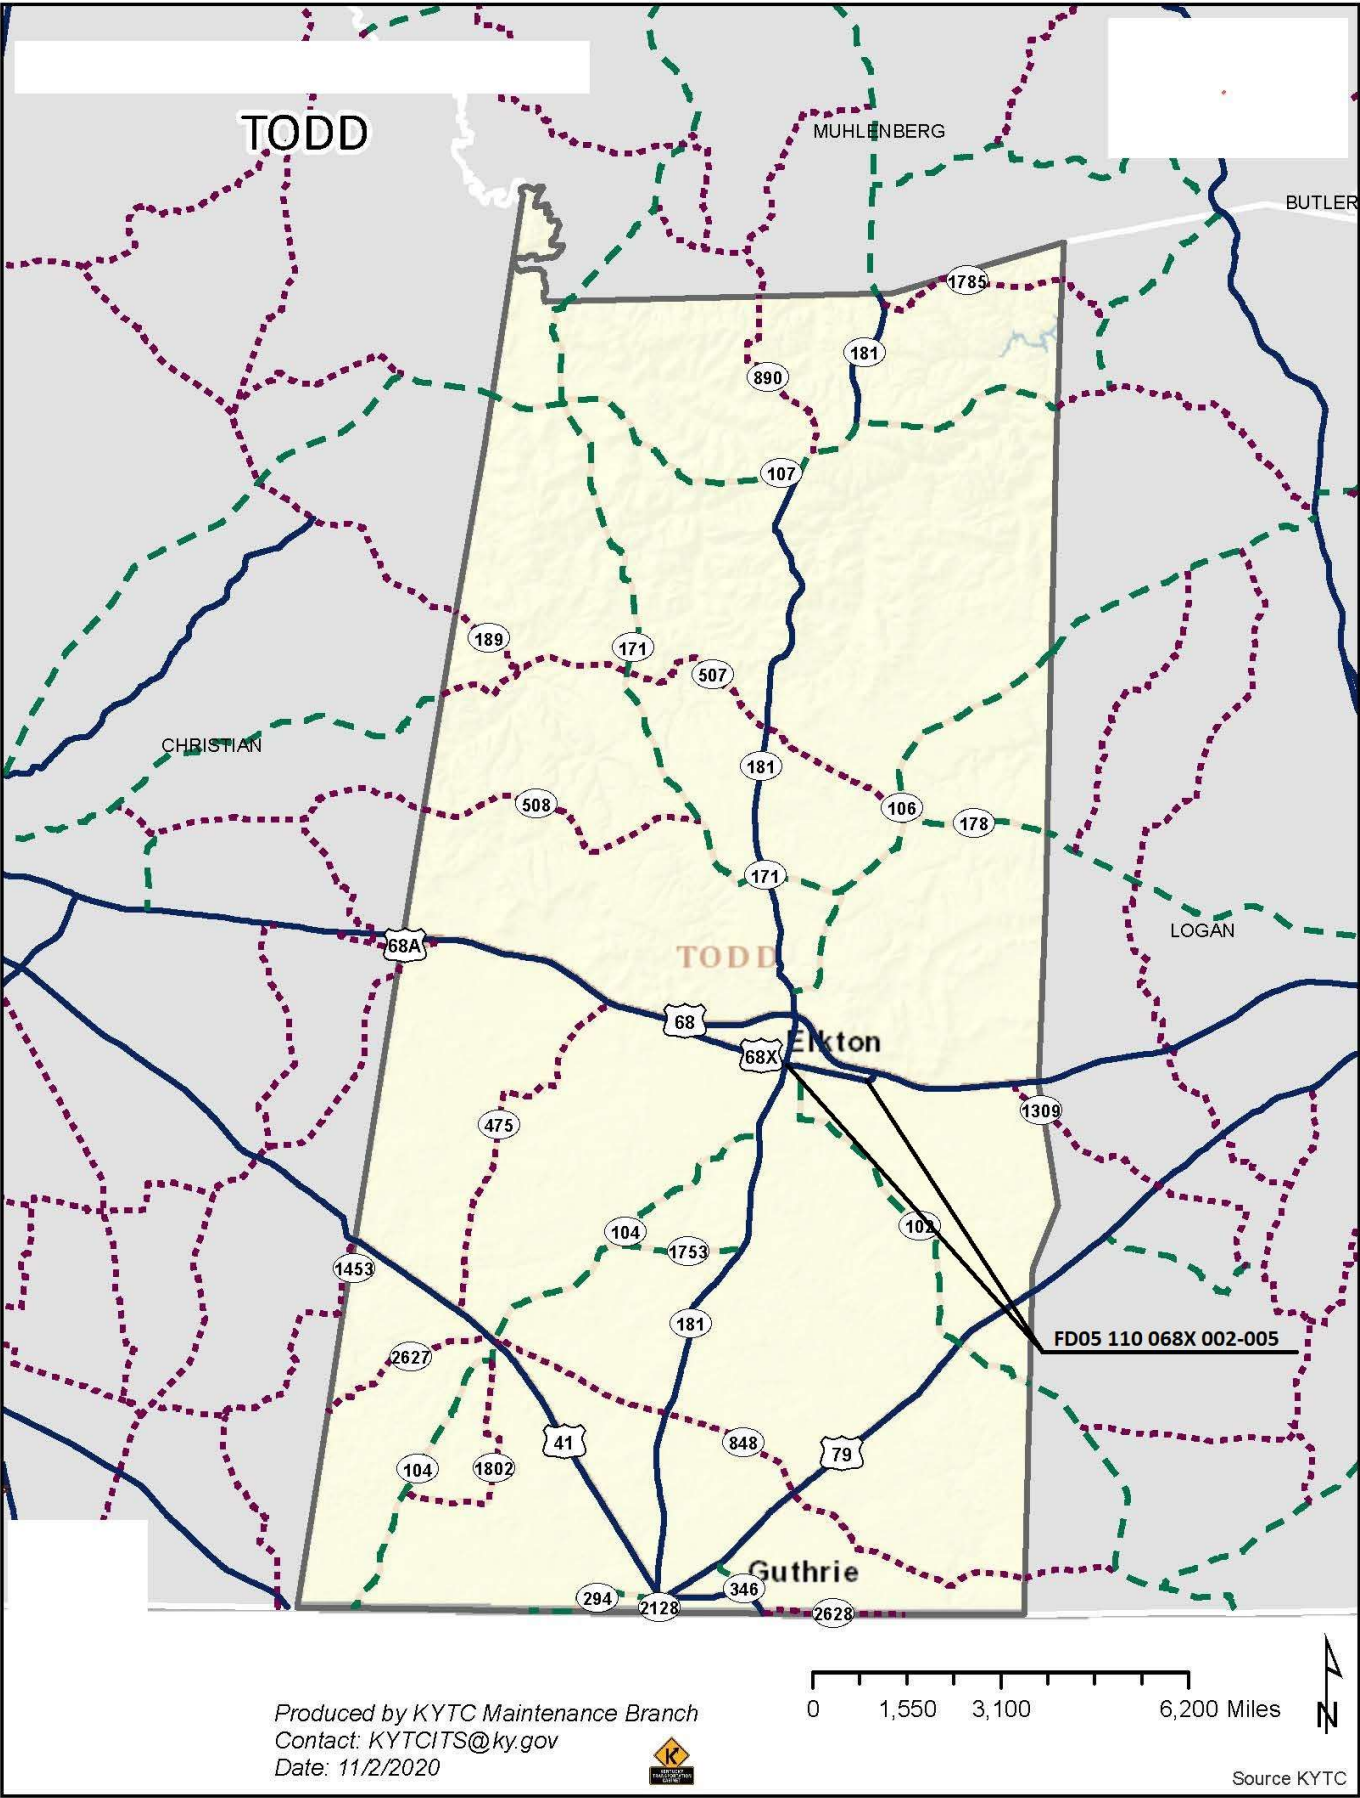 TODD
MUHLENBERG
BUTLER
1785
181
890
107
189
171
507
CHRISTIAN
181
508
106
178
171
LOGAN
68A
TODD
68
Elkton
68X
1309
475
102
104
1753
1453
181
FD05 110 068X 002-005
2627
41
848
79
104
1802
Guthrie
294
346
2128
2628
0 1,550 3,100 6,200 Miles
N
Produced by KYTC Maintenance Branch
Contact: KYTCITS@ky.gov
Date: 11/2/2020
K
KENTUCKY
TRANSPORTATION
CABINET
Source KYTC